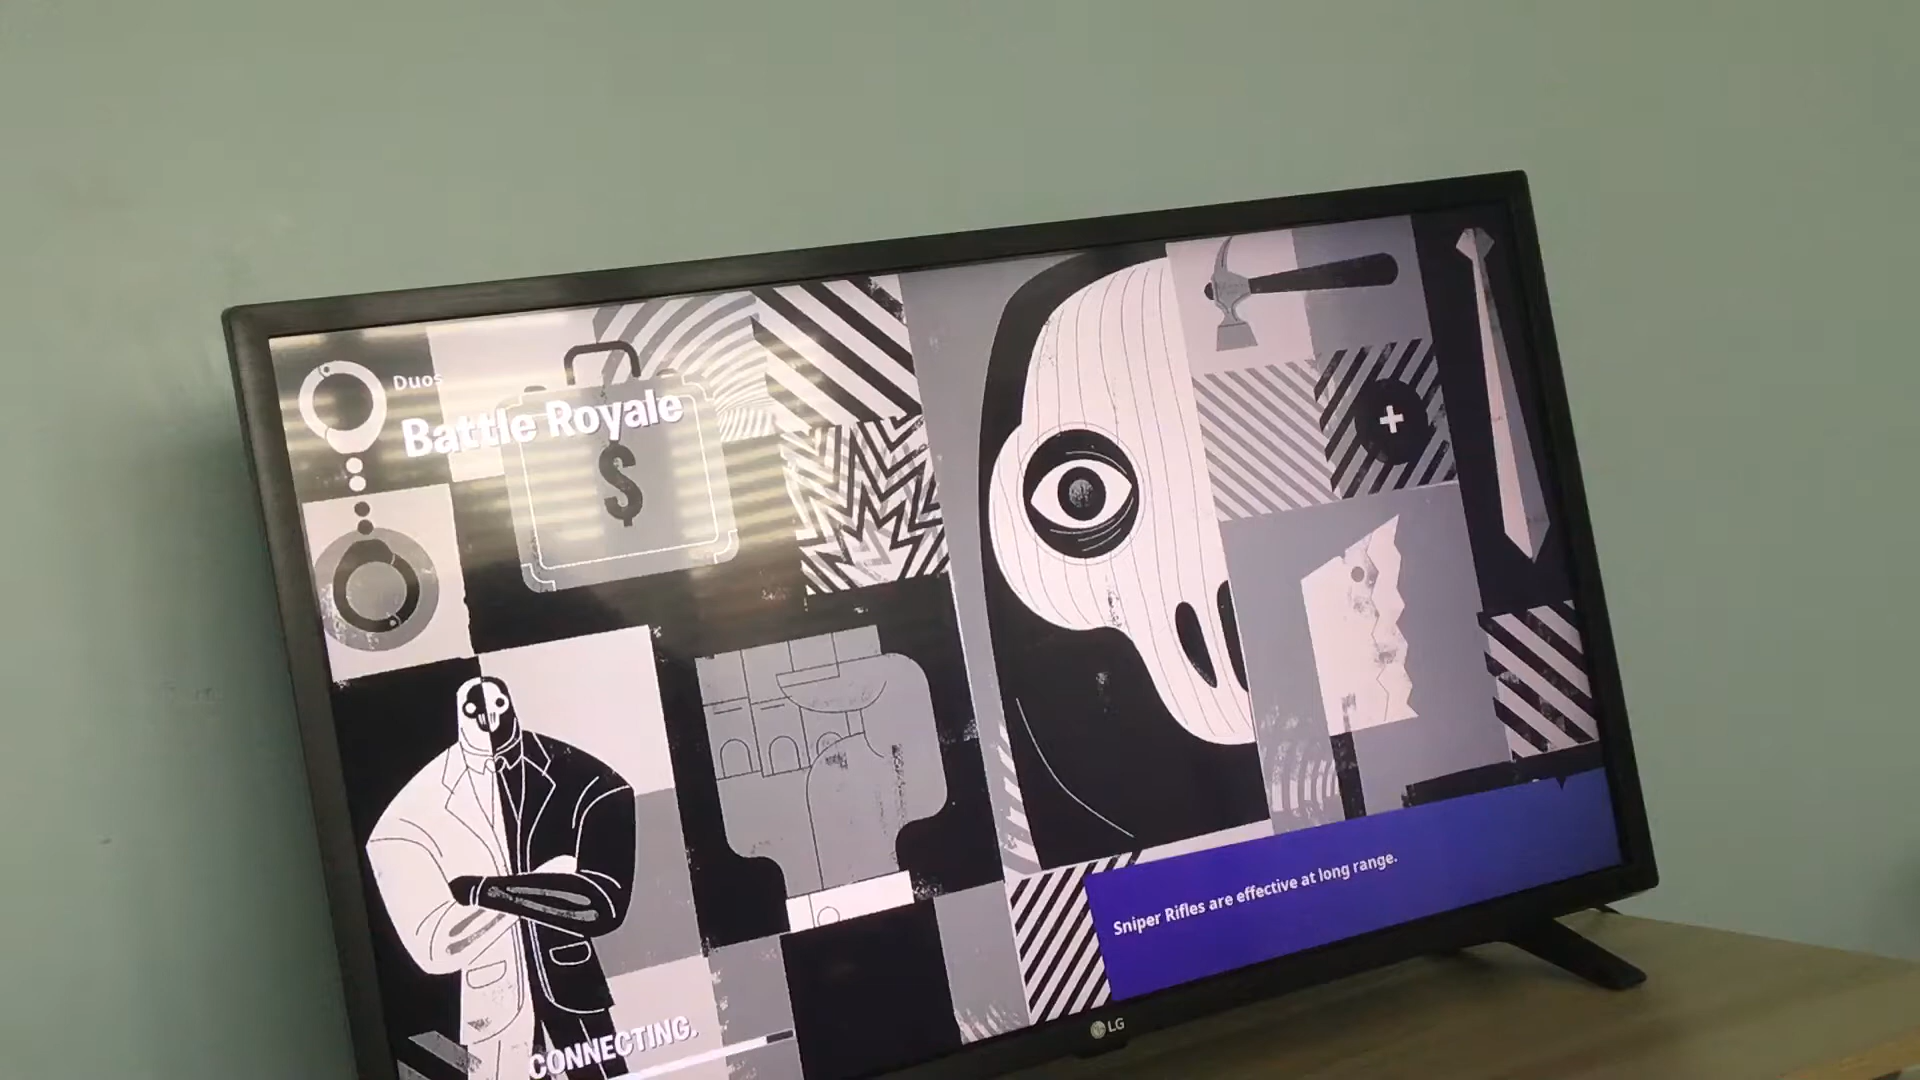 Duos
Battle Royale
$
+
Sniper Rifles are effective at long range.
CONNECTING.
LG